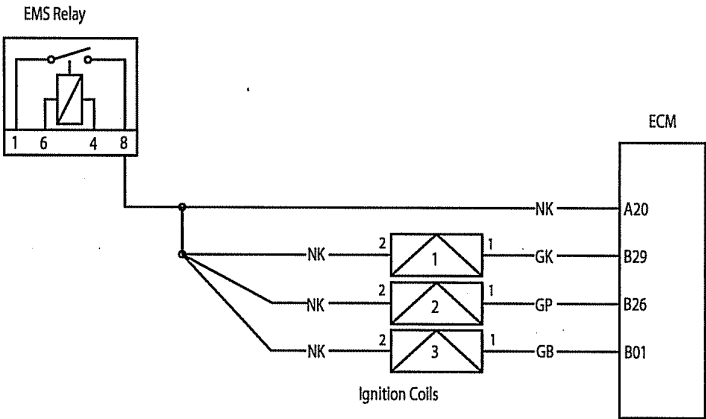 EMS Relay
1 6 4 8
ECM
NK A20
NK 2 1 1 GK B29
NK 2 2 1 GP B26
NK 2 3 1 GB B01
Ignition Coils